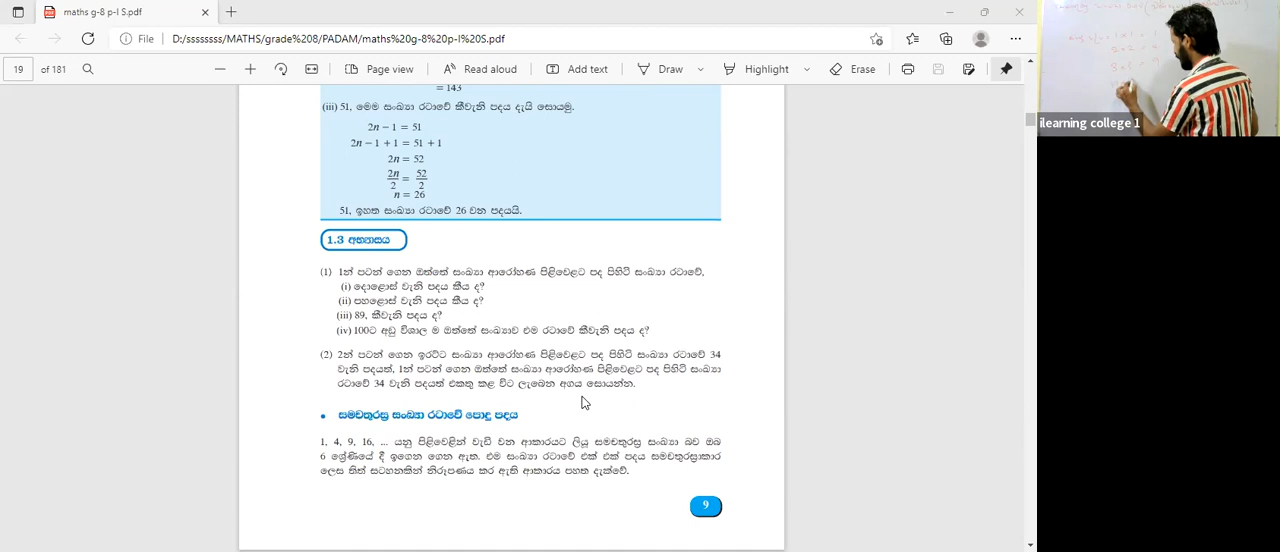 maths g-8 p-I S.pdf
File D:/ssssssss/MATHS/grade%208/PADAM/maths%20g-8%20p-I%20S.pdf
19 of 181 Page view Read aloud Add text Draw Highlight Erase
= 143
(iii) 51, මෙම සංඛ්‍යා රටාවේ කීවැනි පදය දැයි සොයමු.
2n − 1 = 51
2n − 1 + 1 = 51 + 1
2n = 52
2n/2 = 52/2
n = 26
51, ඉහත සංඛ්‍යා රටාවේ 26 වන පදයයි.
1.3 අභ්‍යාසය
(1) 1න් පටන් ගෙන ඔත්තේ සංඛ්‍යා ආරෝහණ පිළිවෙළට පද පිහිටි සංඛ්‍යා රටාවේ,
(i) දොළොස් වැනි පදය කීය ද?
(ii) පහළොස් වැනි පදය කීය ද?
(iii) 89, කීවැනි පදය ද?
(iv) 100ට අඩු විශාල ම ඔත්තේ සංඛ්‍යාව එම රටාවේ කීවැනි පදය ද?
(2) 2න් පටන් ගෙන ඉරට්ට සංඛ්‍යා ආරෝහණ පිළිවෙළට පද පිහිටි සංඛ්‍යා රටාවේ 34
වැනි පදයත්, 1න් පටන් ගෙන ඔත්තේ සංඛ්‍යා ආරෝහණ පිළිවෙළට පද පිහිටි සංඛ්‍යා
රටාවේ 34 වැනි පදයත් එකතු කළ විට ලැබෙන අගය සොයන්න.
• සමචතුරස්‍ර සංඛ්‍යා රටාවේ පොදු පදය
1, 4, 9, 16, ... යනු පිළිවෙළින් වැඩි වන ආකාරයට ලියූ සමචතුරස්‍ර සංඛ්‍යා බව ඔබ
6 ශ්‍රේණියේ දී ඉගෙන ගෙන ඇත. එම සංඛ්‍යා රටාවේ එක් එක් පදය සමචතුරස්‍රාකාර
ලෙස තිත් සටහනකින් නිරූපණය කර ඇති ආකාරය පහත දැක්වේ.
9
ilearning college 1